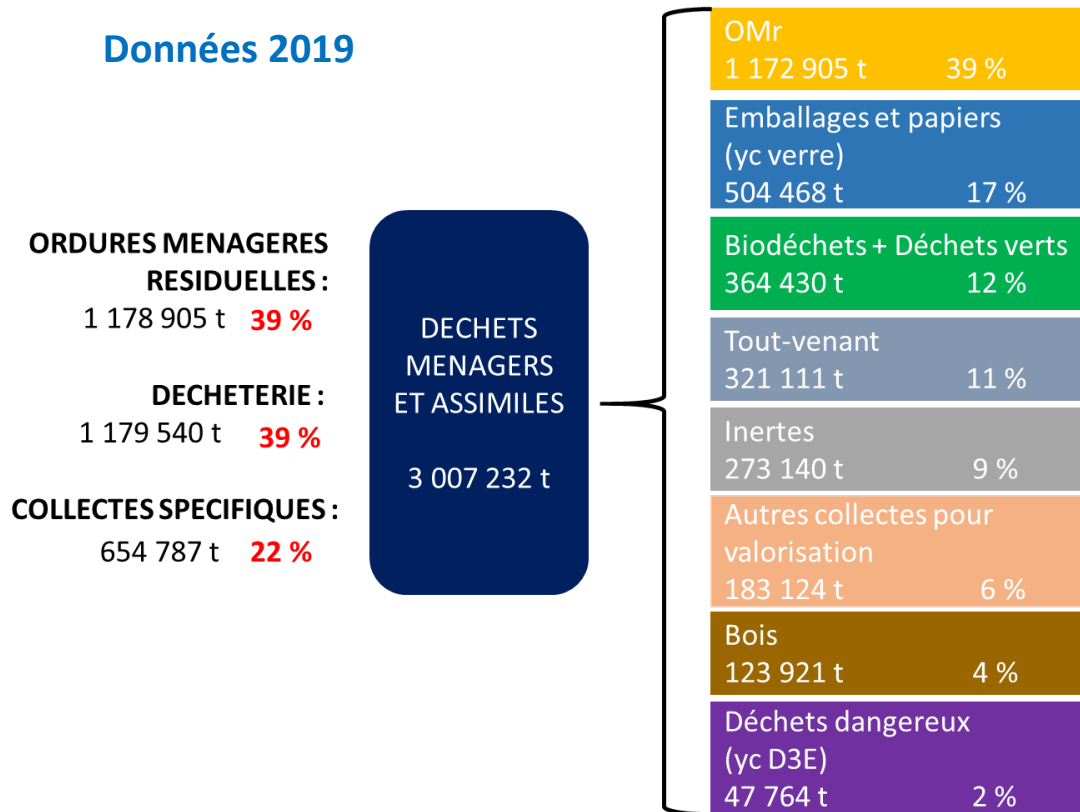 Données 2019
ORDURES MENAGERES
RESIDUELLES :
1 178 905 t 39 %
DECHETERIE :
1 179 540 t 39 %
COLLECTES SPECIFIQUES :
654 787 t 22 %
DECHETS
MENAGERS
ET ASSIMILES
3 007 232 t
OMr
1 172 905 t 39 %
Emballages et papiers
(yc verre)
504 468 t 17 %
Biodéchets + Déchets verts
364 430 t 12 %
Tout-venant
321 111 t 11 %
Inertes
273 140 t 9 %
Autres collectes pour
valorisation
183 124 t 6 %
Bois
123 921 t 4 %
Déchets dangereux
(yc D3E)
47 764 t 2 %